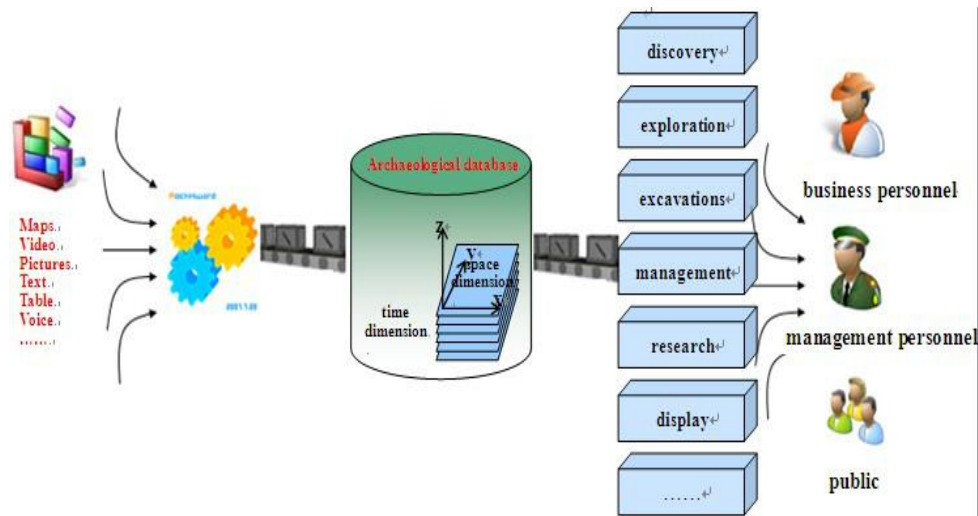 Maps.
Video.
Pictures.
Text.
Table.
Voice.
......
Archaeological database
Z
Y
space
dimension
X
time
dimension
discovery
exploration
excavations
management
research
display
......
business personnel
management personnel
public